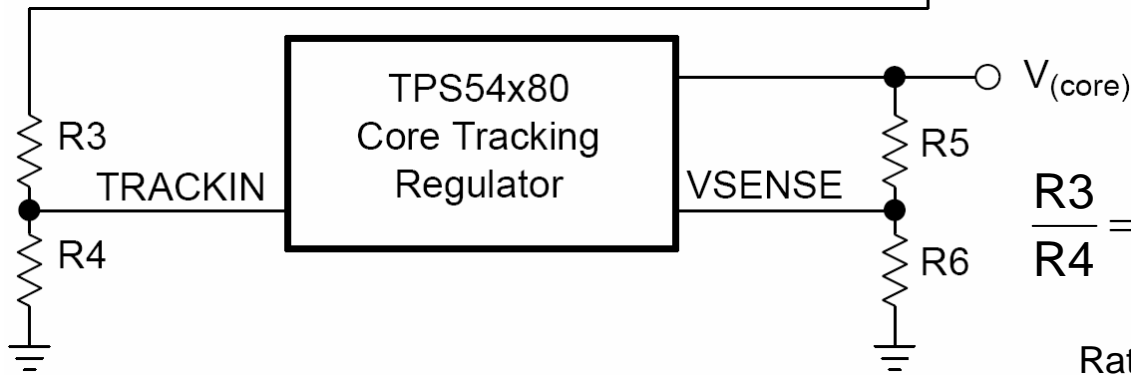 TPS54x80
Core Tracking
Regulator
V(core)
R3
R5
TRACKIN
VSENSE
R4
R6
R3
R4
=